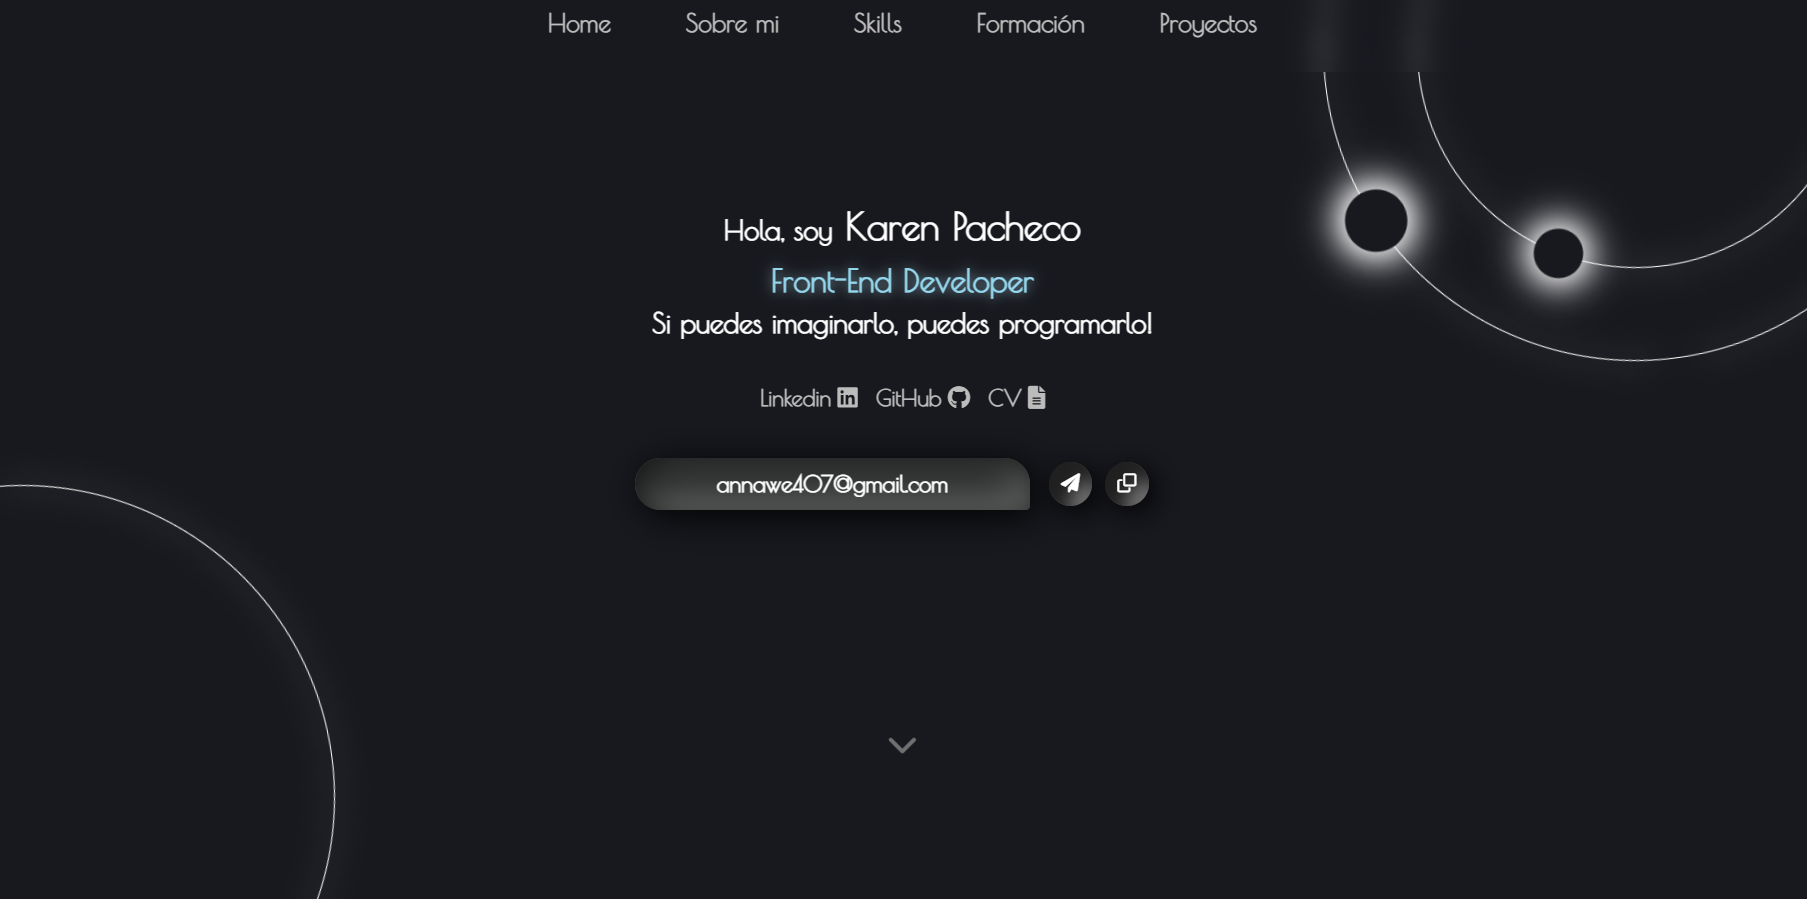 Home Sobre mi Skills Formación Proyectos
Hola, soy Karen Pacheco
Front-End Developer
Si puedes imaginarlo, puedes programarlo!
Linkedin GitHub CV
annawe407@gmail.com